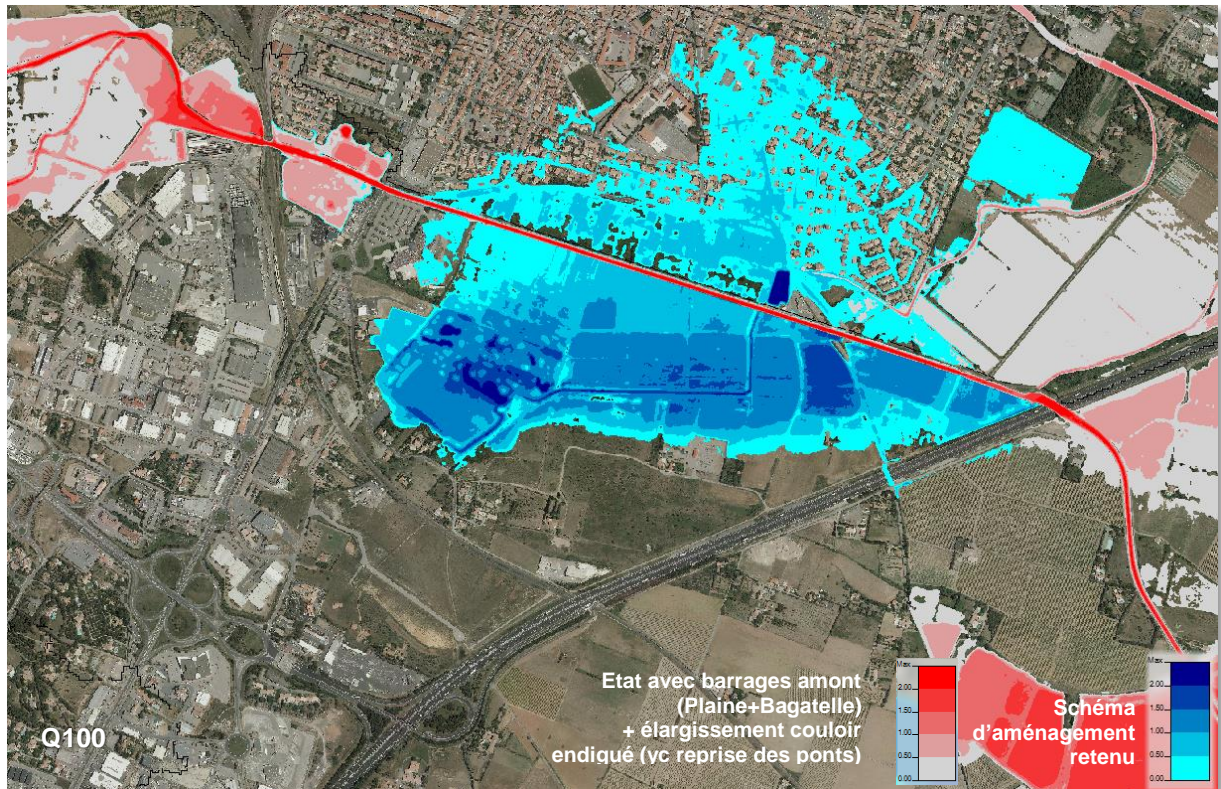 Q100
Etat avec barrages amont
(Plaine+Bagatelle)
+ élargissement couloir
endigué (yc reprise des ponts)
Max
2.00
1.50
1.00
0.50
0.00
Schéma
d'aménagement
retenu
Max
2.00
1.50
1.00
0.50
0.00